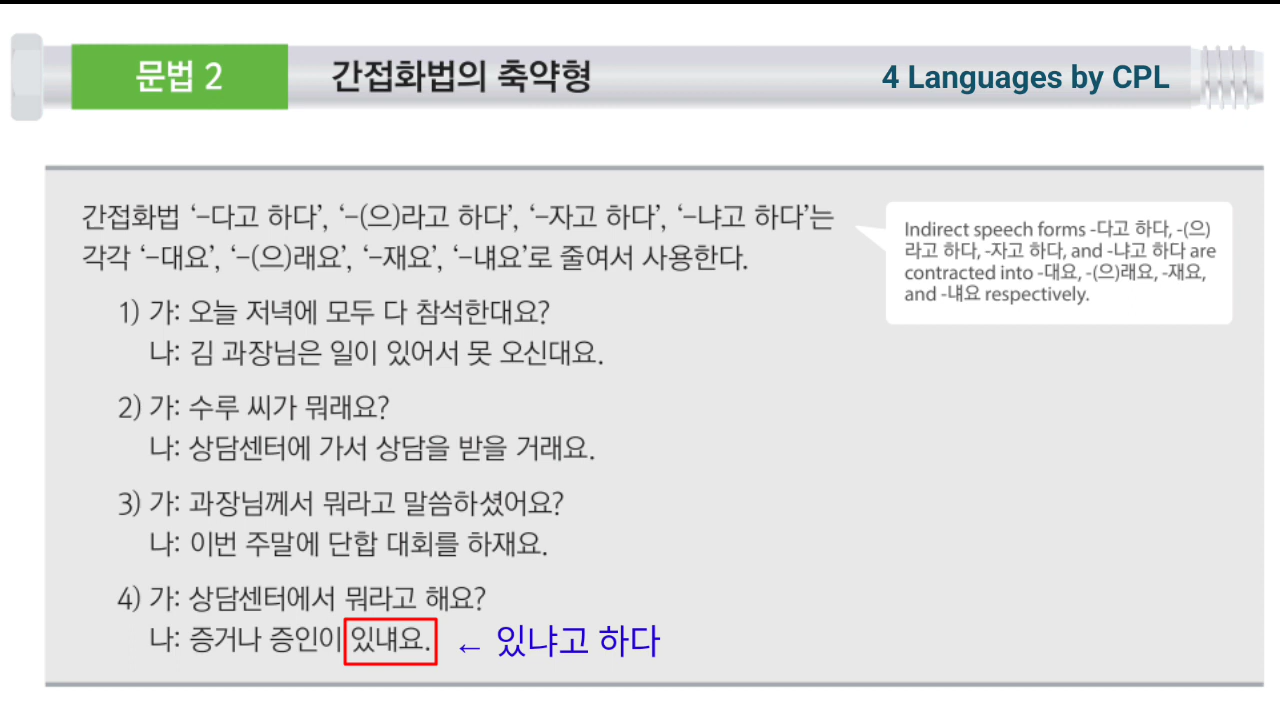 문법 2
간접화법의 축약형
4 Languages by CPL
간접화법 ‘–다고 하다’, ‘–(으)라고 하다’, ‘–자고 하다’, ‘–냐고 하다’는
각각 ‘–대요’, ‘–(으)래요’, ‘–재요’, ‘–냬요’로 줄여서 사용한다.
Indirect speech forms -다고 하다, -(으)
라고 하다, -자고 하다, and -냐고 하다 are
contracted into -대요, -(으)래요, -재요,
and -냬요 respectively.
1) 가: 오늘 저녁에 모두 다 참석한대요?
나: 김 과장님은 일이 있어서 못 오신대요.
2) 가: 수루 씨가 뭐래요?
나: 상담센터에 가서 상담을 받을 거래요.
3) 가: 과장님께서 뭐라고 말씀하셨어요?
나: 이번 주말에 단합 대회를 하재요.
4) 가: 상담센터에서 뭐라고 해요?
나: 증거나 증인이 있냬요. ← 있냐고 하다